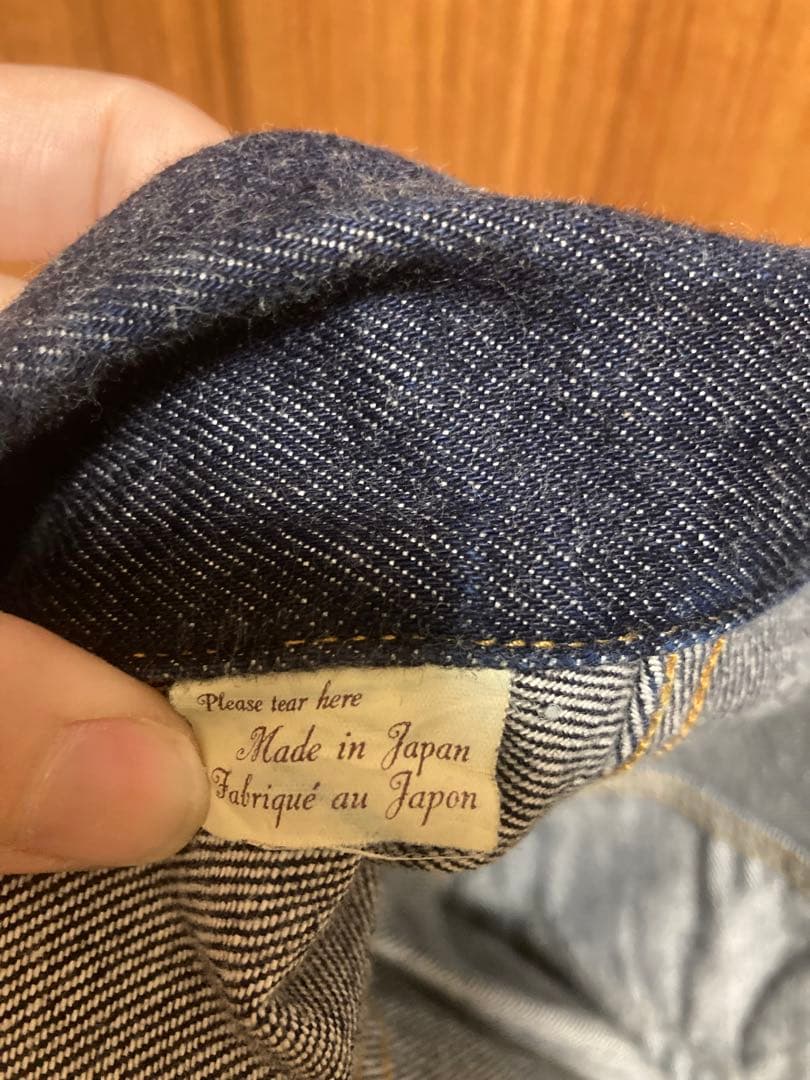 Please tear here
Made in Japan
Fabriqué au Japon